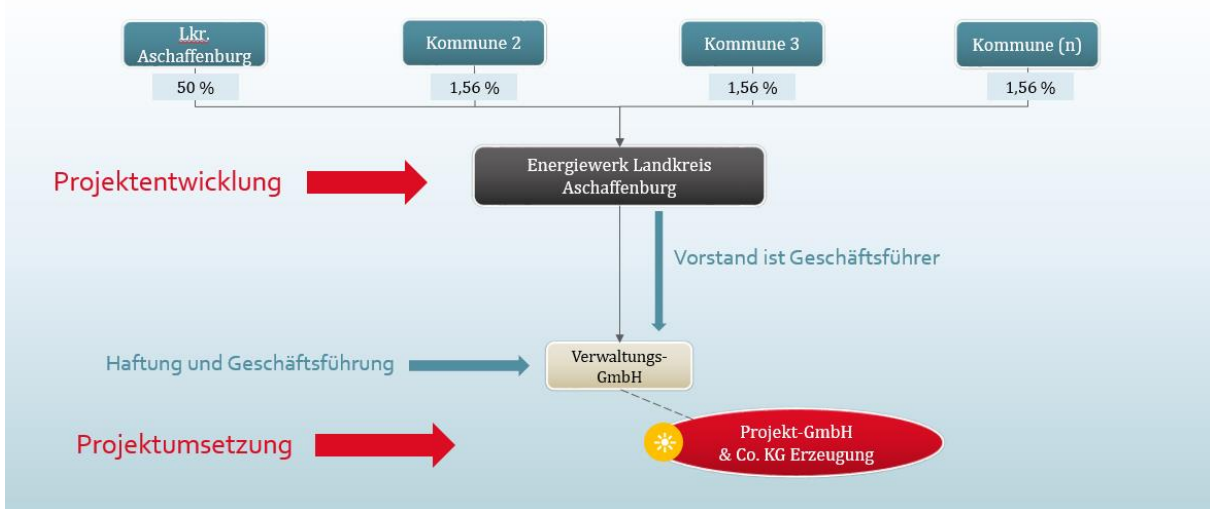 Lkr.
Aschaffenburg
Kommune 2
Kommune 3
Kommune (n)
50 %
1,56 %
1,56 %
1,56 %
Projektentwicklung
Energiewerk Landkreis
Aschaffenburg
Vorstand ist Geschäftsführer
Haftung und Geschäftsführung
Verwaltungs-
GmbH
Projektumsetzung
Projekt-GmbH
& Co. KG Erzeugung